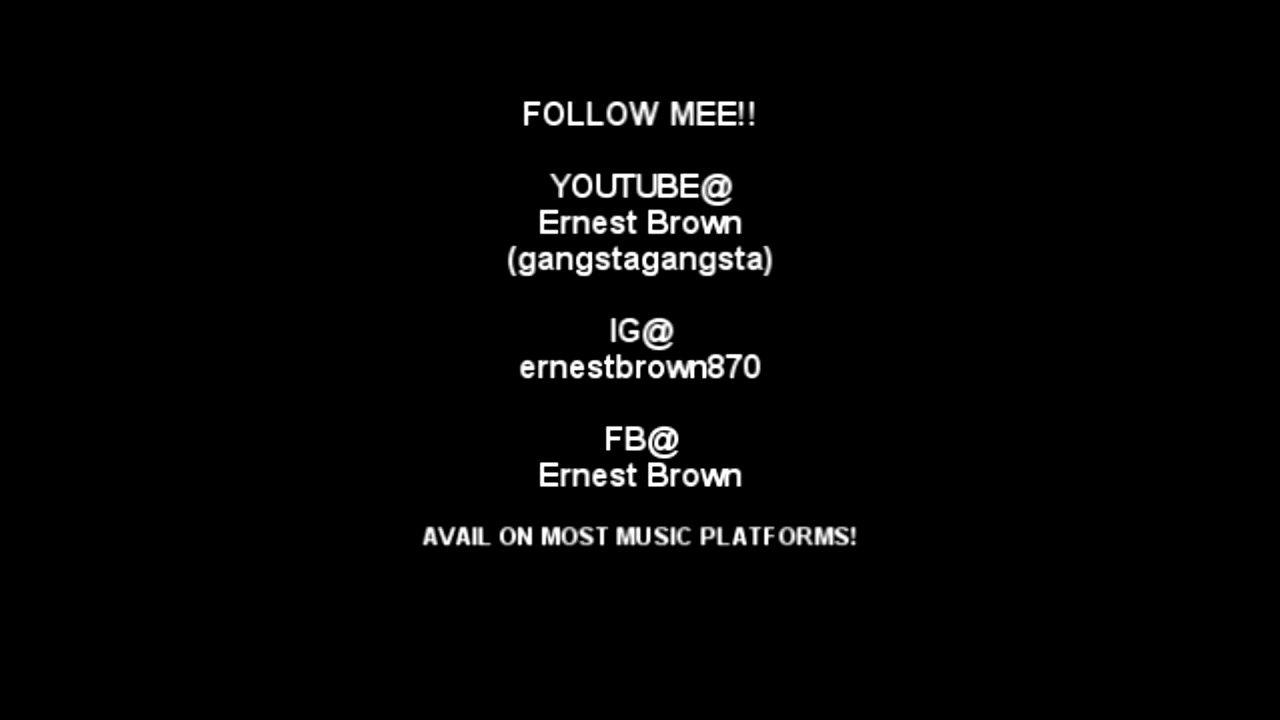 FOLLOW MEE!!
YOUTUBE@
Ernest Brown
(gangstagangsta)
IG@
ernestbrown870
FB@
Ernest Brown
AVAIL ON MOST MUSIC PLATFORMS!